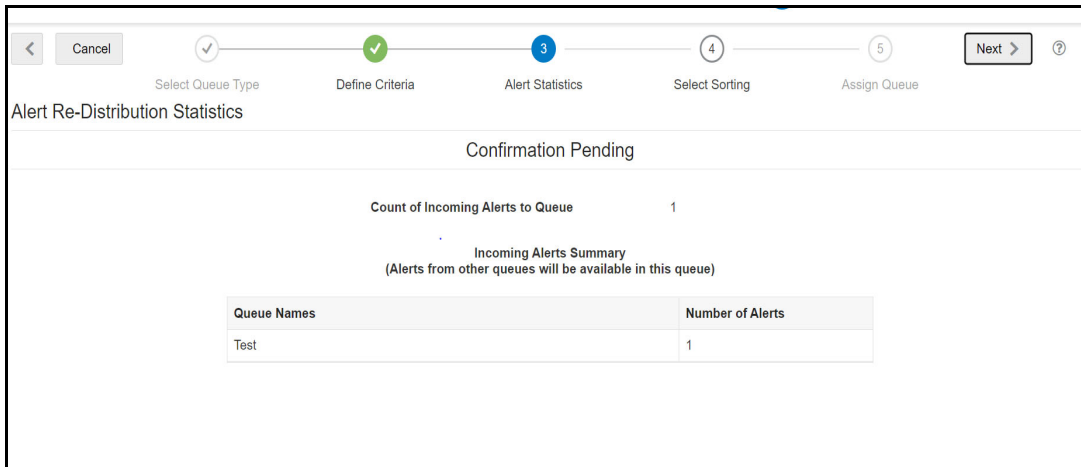 Cancel
3
4
5
Next
?
Select Queue Type
Define Criteria
Alert Statistics
Select Sorting
Assign Queue
Alert Re-Distribution Statistics
Confirmation Pending
Count of Incoming Alerts to Queue 1
Incoming Alerts Summary
(Alerts from other queues will be available in this queue)
Queue Names Number of Alerts
Test 1